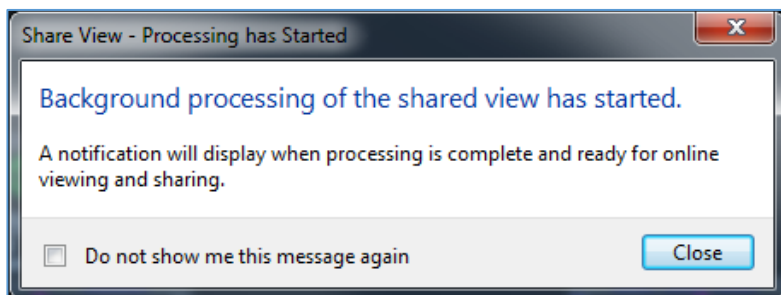 Share View - Processing has Started
Background processing of the shared view has started.
A notification will display when processing is complete and ready for online
viewing and sharing.
Do not show me this message again
Close